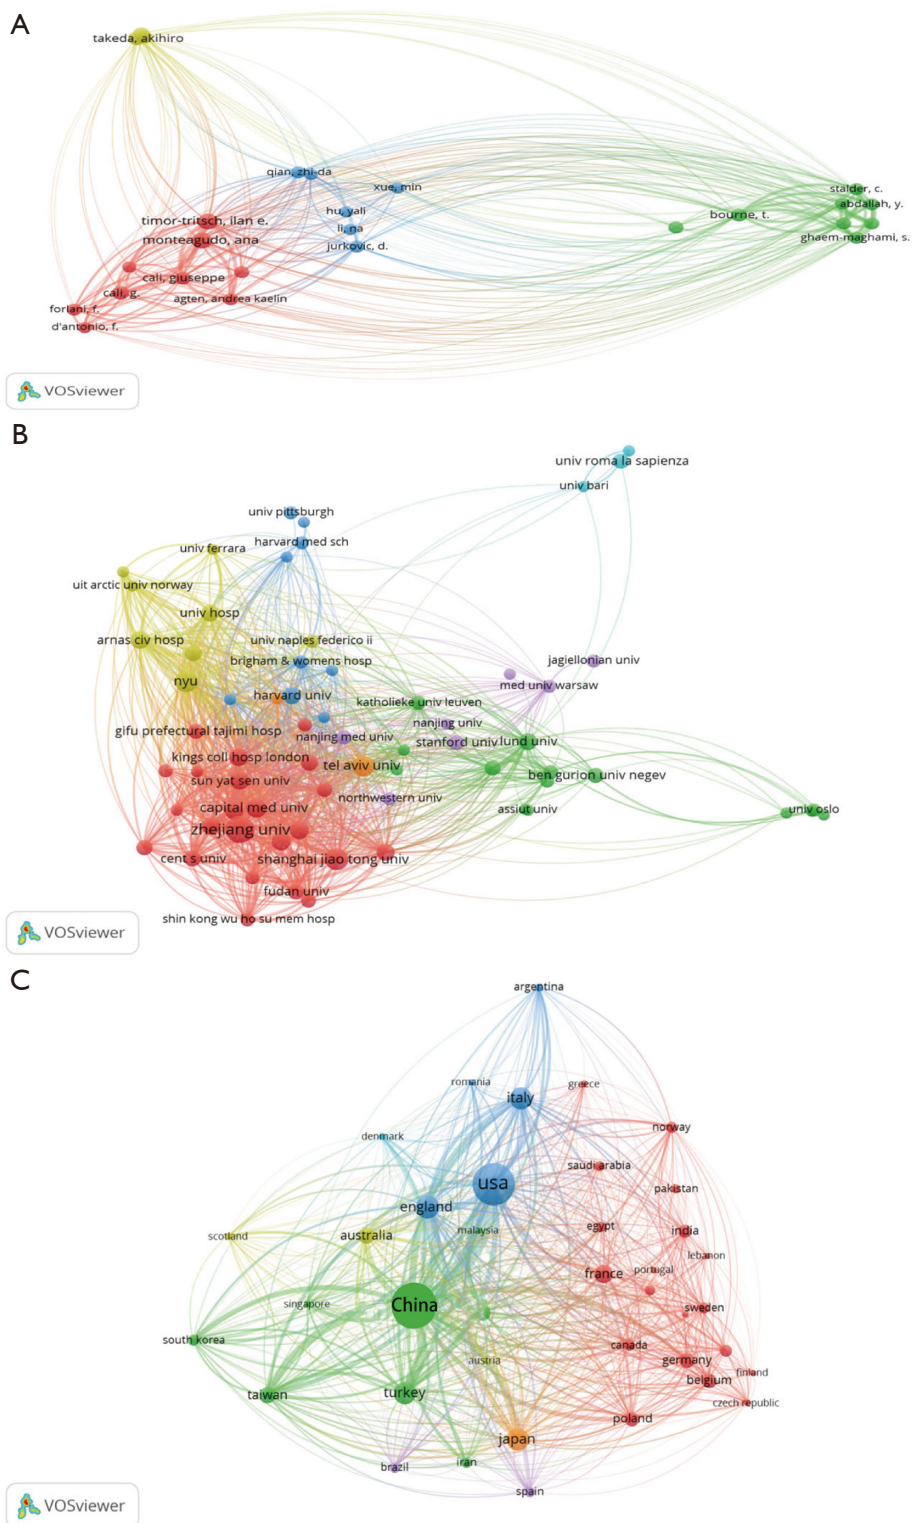 A
takeda, akihiro
qian, zhi-da
xue, min
stalder, c.
abdallah, y.
hu, yali
bourne, t.
timor-tritsch, ilan e.
li, na
ghaem-maghami, s.
monteagudo, ana
jurkovic, d.
cali, giuseppe
cali, g.
agten, andrea kaelin
forlani, f.
d'antonio, f.
VOSviewer
B
univ roma la sapienza
univ bari
univ pittsburgh
harvard med sch
univ ferrara
uit arctic univ norway
univ hosp
arnas civ hosp
univ naples federico ii
brigham & womens hosp
jagiellonian univ
nyu
med univ warsaw
harvard univ
katholieke univ leuven
gifu prefectural tajimi hosp
nanjing univ
nanjing med univ
stanford univ
lund univ
kings coll hosp london
tel aviv univ
sun yat sen univ
ben gurion univ negev
northwestern univ
capital med univ
assiut univ
univ oslo
zhejiang univ
cent s univ
shanghai jiao tong univ
fudan univ
shin kong wu ho su mem hosp
VOSviewer
C
argentina
romania
greece
italy
norway
denmark
saudi arabia
usa
pakistan
england
malaysia
egypt
india
scotland
australia
lebanon
portugal
france
singapore
China
sweden
south korea
canada
austria
germany
finland
belgium
taiwan
turkey
czech republic
poland
japan
brazil
iran
spain
VOSviewer